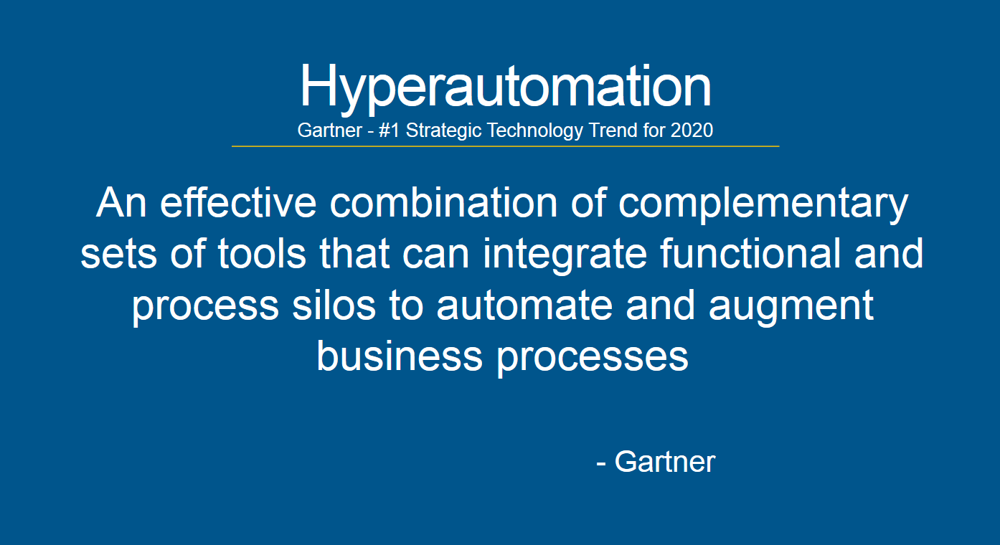 Hyperautomation
Gartner - #1 Strategic Technology Trend for 2020
An effective combination of complementary
sets of tools that can integrate functional and
process silos to automate and augment
business processes
- Gartner